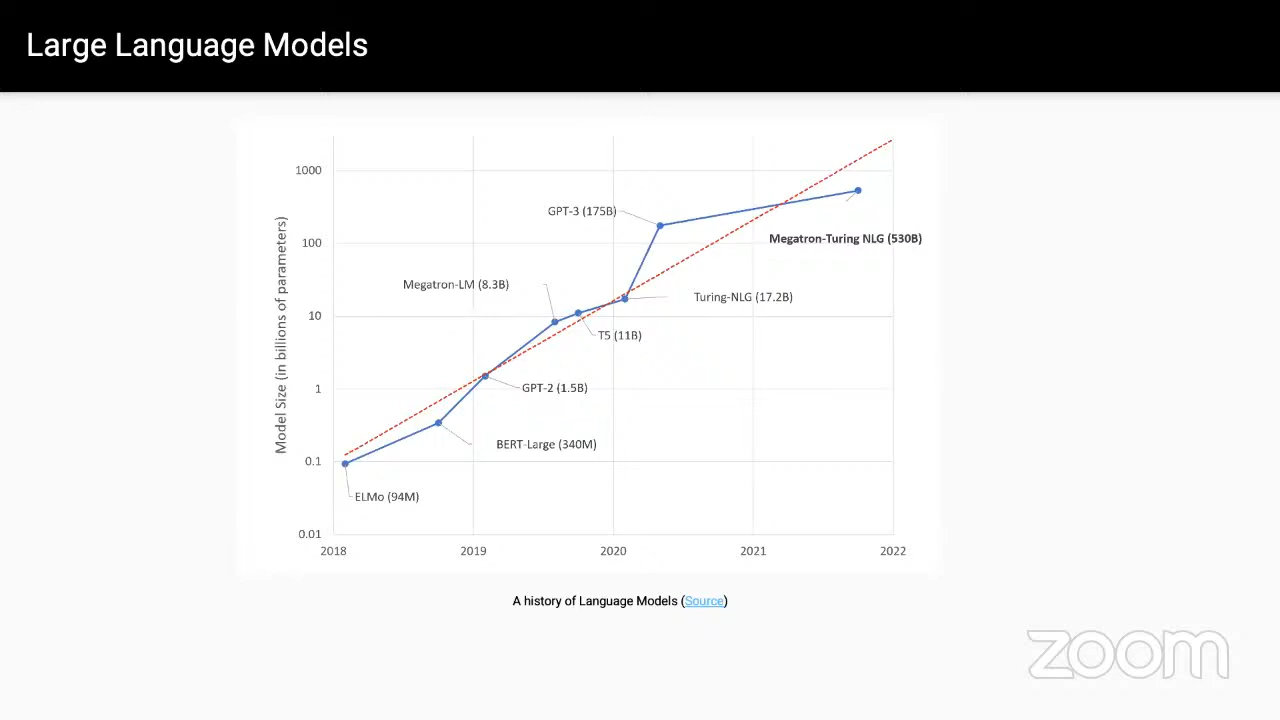 Large Language Models
Model Size (in billions of parameters)
1000
100
10
1
0.1
0.01
2018
2019
2020
2021
2022
GPT-3 (175B)
Megatron-Turing NLG (530B)
Megatron-LM (8.3B)
Turing-NLG (17.2B)
T5 (11B)
GPT-2 (1.5B)
BERT-Large (340M)
ELMo (94M)
A history of Language Models (Source)
zoom